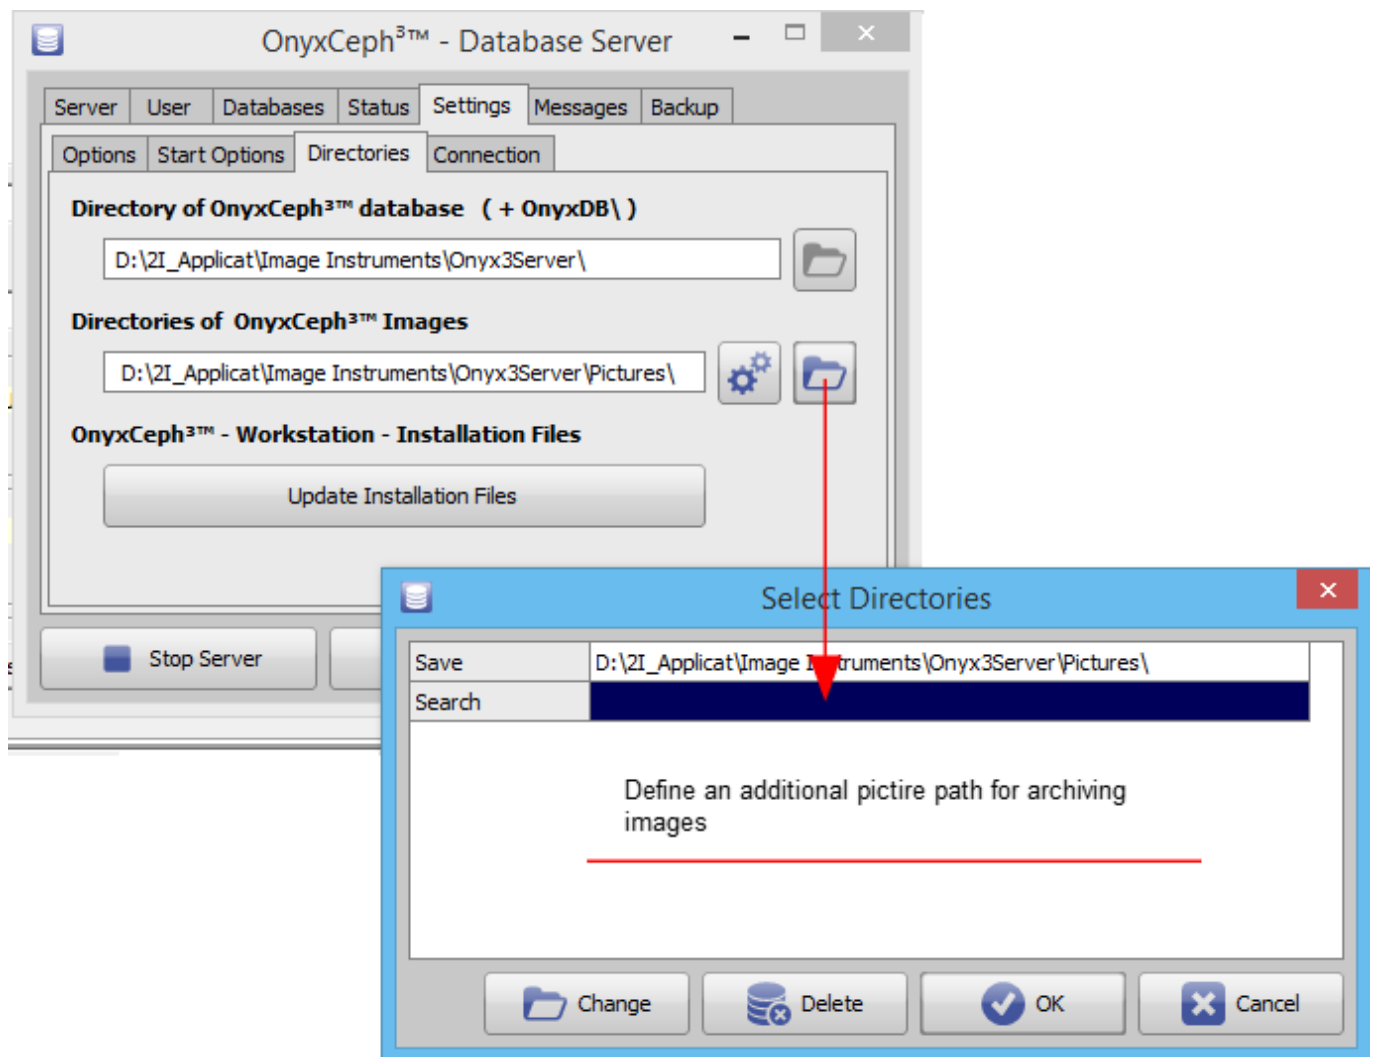 OnyxCeph³™ - Database Server
Server User Databases Status Settings Messages Backup
Options Start Options Directories Connection
Directory of OnyxCeph³™ database ( + OnyxDB\ )
D:\2I_Applicat\Image Instruments\Onyx3Server\
Directories of OnyxCeph³™ Images
D:\2I_Applicat\Image Instruments\Onyx3Server\Pictures\
OnyxCeph³™ - Workstation - Installation Files
Update Installation Files
Stop Server
Select Directories
Save D:\2I_Applicat\Image Instruments\Onyx3Server\Pictures\
Search
Define an additional pictire path for archiving
images
Change Delete OK Cancel